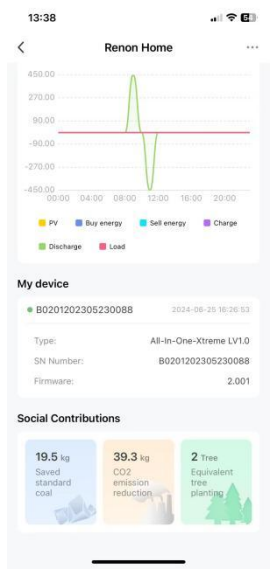 13:38
Renon Home
450.00
270.00
90.00
-90.00
-270.00
-450.00
00:00 04:00 08:00 12:00 16:00 20:00
PV Buy energy Sell energy Charge
Discharge Load
My device
B0201202305230088 2024-06-25 18:26:53
Type: All-In-One-Xtreme LV1.0
SN Number: B0201202305230088
Firmware: 2.001
Social Contributions
19.5 kg
Saved
standard
coal
39.3 kg
CO2
emission
reduction
2 Tree
Equivalent
tree
planting